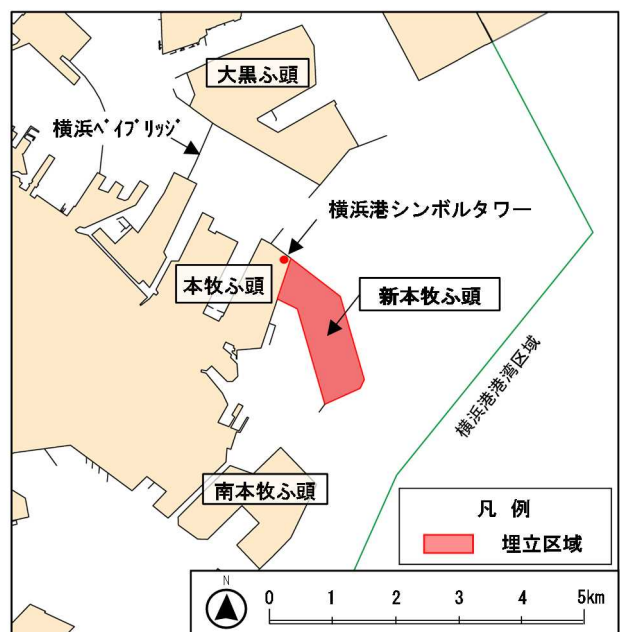 大黒ふ頭
横浜ﾍﾞｲﾌﾞﾘｯｼﾞ
横浜港シンボルタワー
本牧ふ頭
新本牧ふ頭
横浜港港湾区域
南本牧ふ頭
凡 例
埋立区域
N
0 1 2 3 4 5km